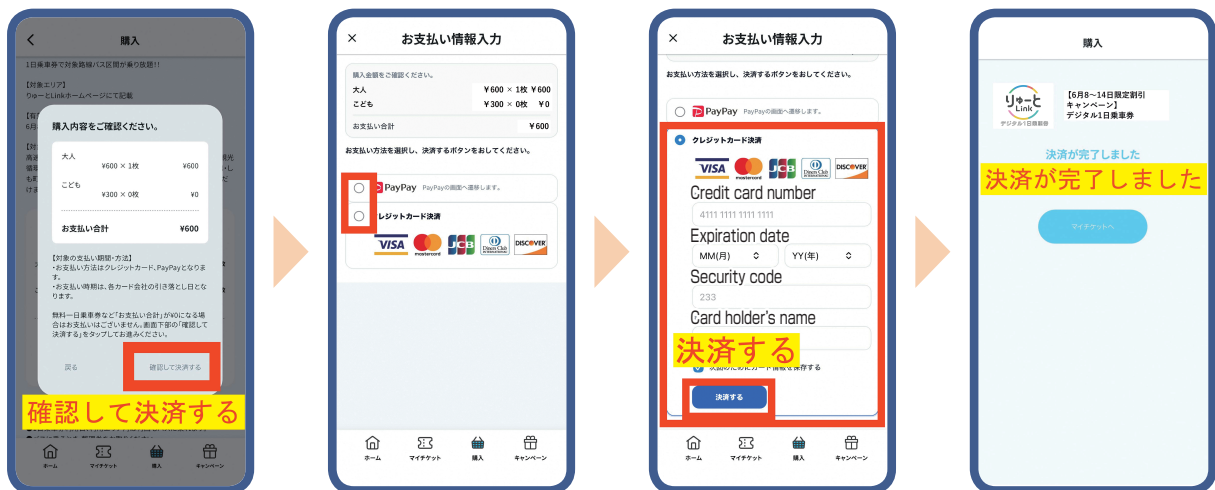 購入
1日乗車券で対象路線バス区間が乗り放題!!
【対象エリア】
りゅーとLinkホームページにて記載
購入内容をご確認ください。
大人
¥600 × 1枚 ¥600
こども
¥300 × 0枚 ¥0
お支払い合計 ¥600
【対象の支払い期間・方法】
・お支払い方法はクレジットカード、PayPayとなりま
す。
・お支払い時期は、各カード会社の引き落とし日とな
ります。
無料一日乗車券など「お支払い合計」が¥0になる場
合はお支払いはございません。画面下部の「確認して
決済する」をタップしてお進みください。
戻る 確認して決済する
確認して決済する
ホーム マイチケット 購入 キャンペーン
お支払い情報入力
購入金額をご確認ください。
大人 ¥600 × 1枚 ¥600
こども ¥300 × 0枚 ¥0
お支払い合計 ¥600
お支払い方法を選択し、決済するボタンをおしてください。
PayPay PayPayの画面へ遷移します。
レジットカード決済
VISA mastercard JCB Diners Club DISCOVER
ホーム マイチケット 購入 キャンペーン
お支払い情報入力
お支払い方法を選択し、決済するボタンをおしてください。
PayPay PayPayの画面へ遷移します。
クレジットカード決済
VISA mastercard JCB Diners Club DISCOVER
Credit card number
4111 1111 1111 1111
Expiration date
MM(月) YY(年)
Security code
233
Card holder's name
決済する
次回のためにカード情報を保存する
決済する
ホーム マイチケット 購入 キャンペーン
購入
りゅーと
Link
デジタル1日乗車券
【6月8~14日限定割引
キャンペーン】
デジタル1日乗車券
決済が完了しました
決済が完了しました
マイチケットへ